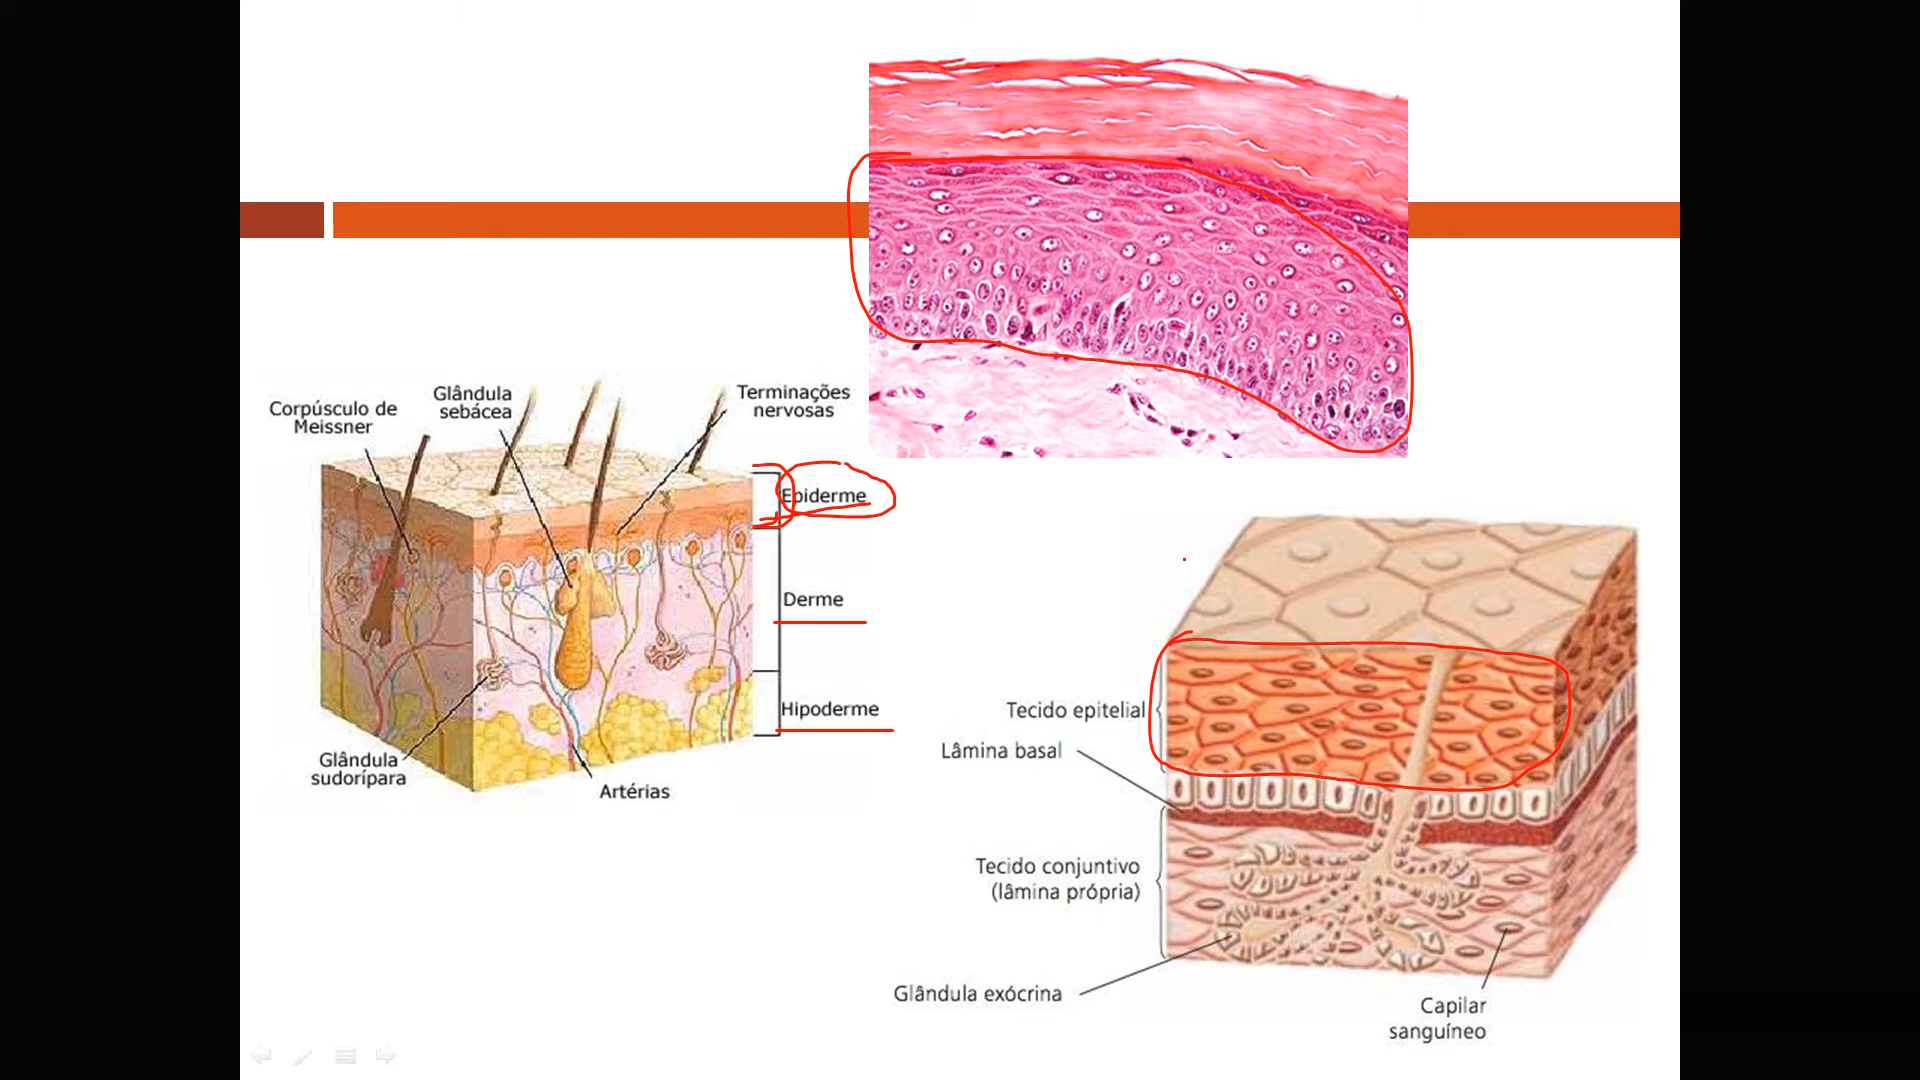 Corpúsculo de
Meissner
Glândula
sebácea
Terminações
nervosas
Epiderme
Derme
Hipoderme
Glândula
sudorípara
Artérias
Tecido epitelial
Lâmina basal
Tecido conjuntivo
(lâmina própria)
Glândula exócrina
Capilar
sanguíneo